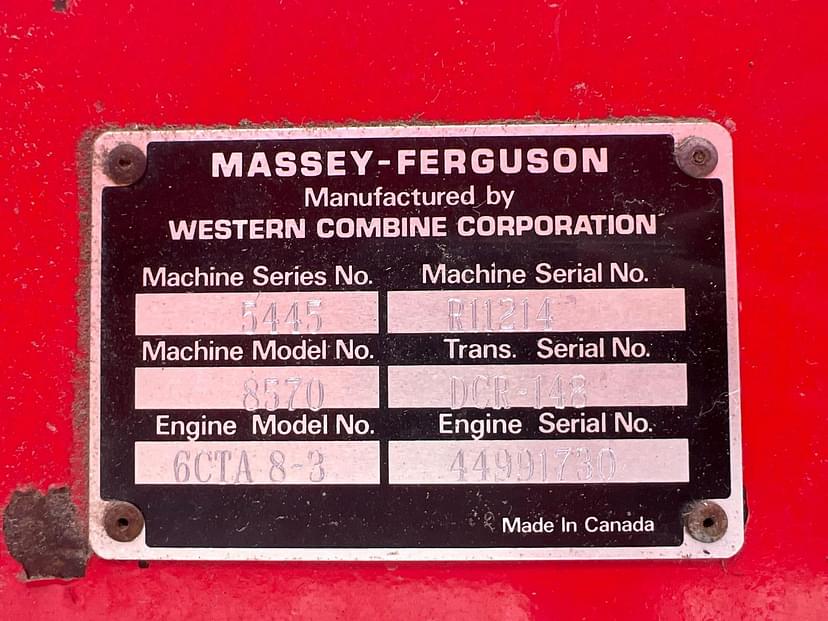 MASSEY-FERGUSON
Manufactured by
WESTERN COMBINE CORPORATION
Machine Series No. Machine Serial No.
5445 R11214
Machine Model No. Trans. Serial No.
8570 DCR-148
Engine Model No. Engine Serial No.
6CTA 8-3 44991730
Made In Canada